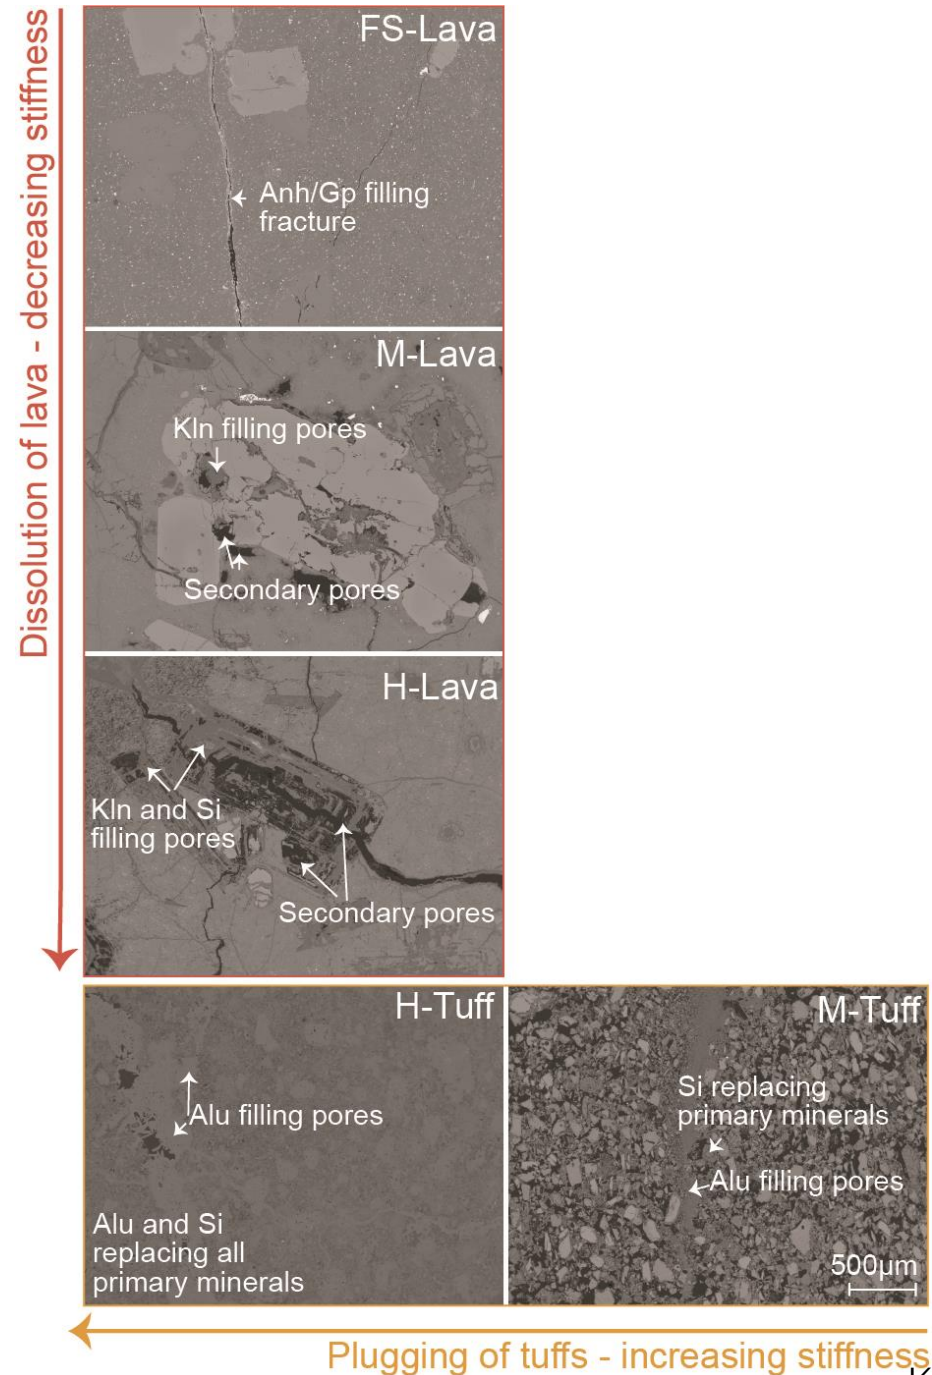 Dissolution of lava - decreasing stiffness
FS-Lava
Anh/Gp filling
fracture
M-Lava
Kln filling pores
Secondary pores
H-Lava
Kln and Si
filling pores
Secondary pores
H-Tuff
Alu filling pores
Alu and Si
replacing all
primary minerals
M-Tuff
Si replacing
primary minerals
Alu filling pores
500µm
Plugging of tuffs - increasing stiffness